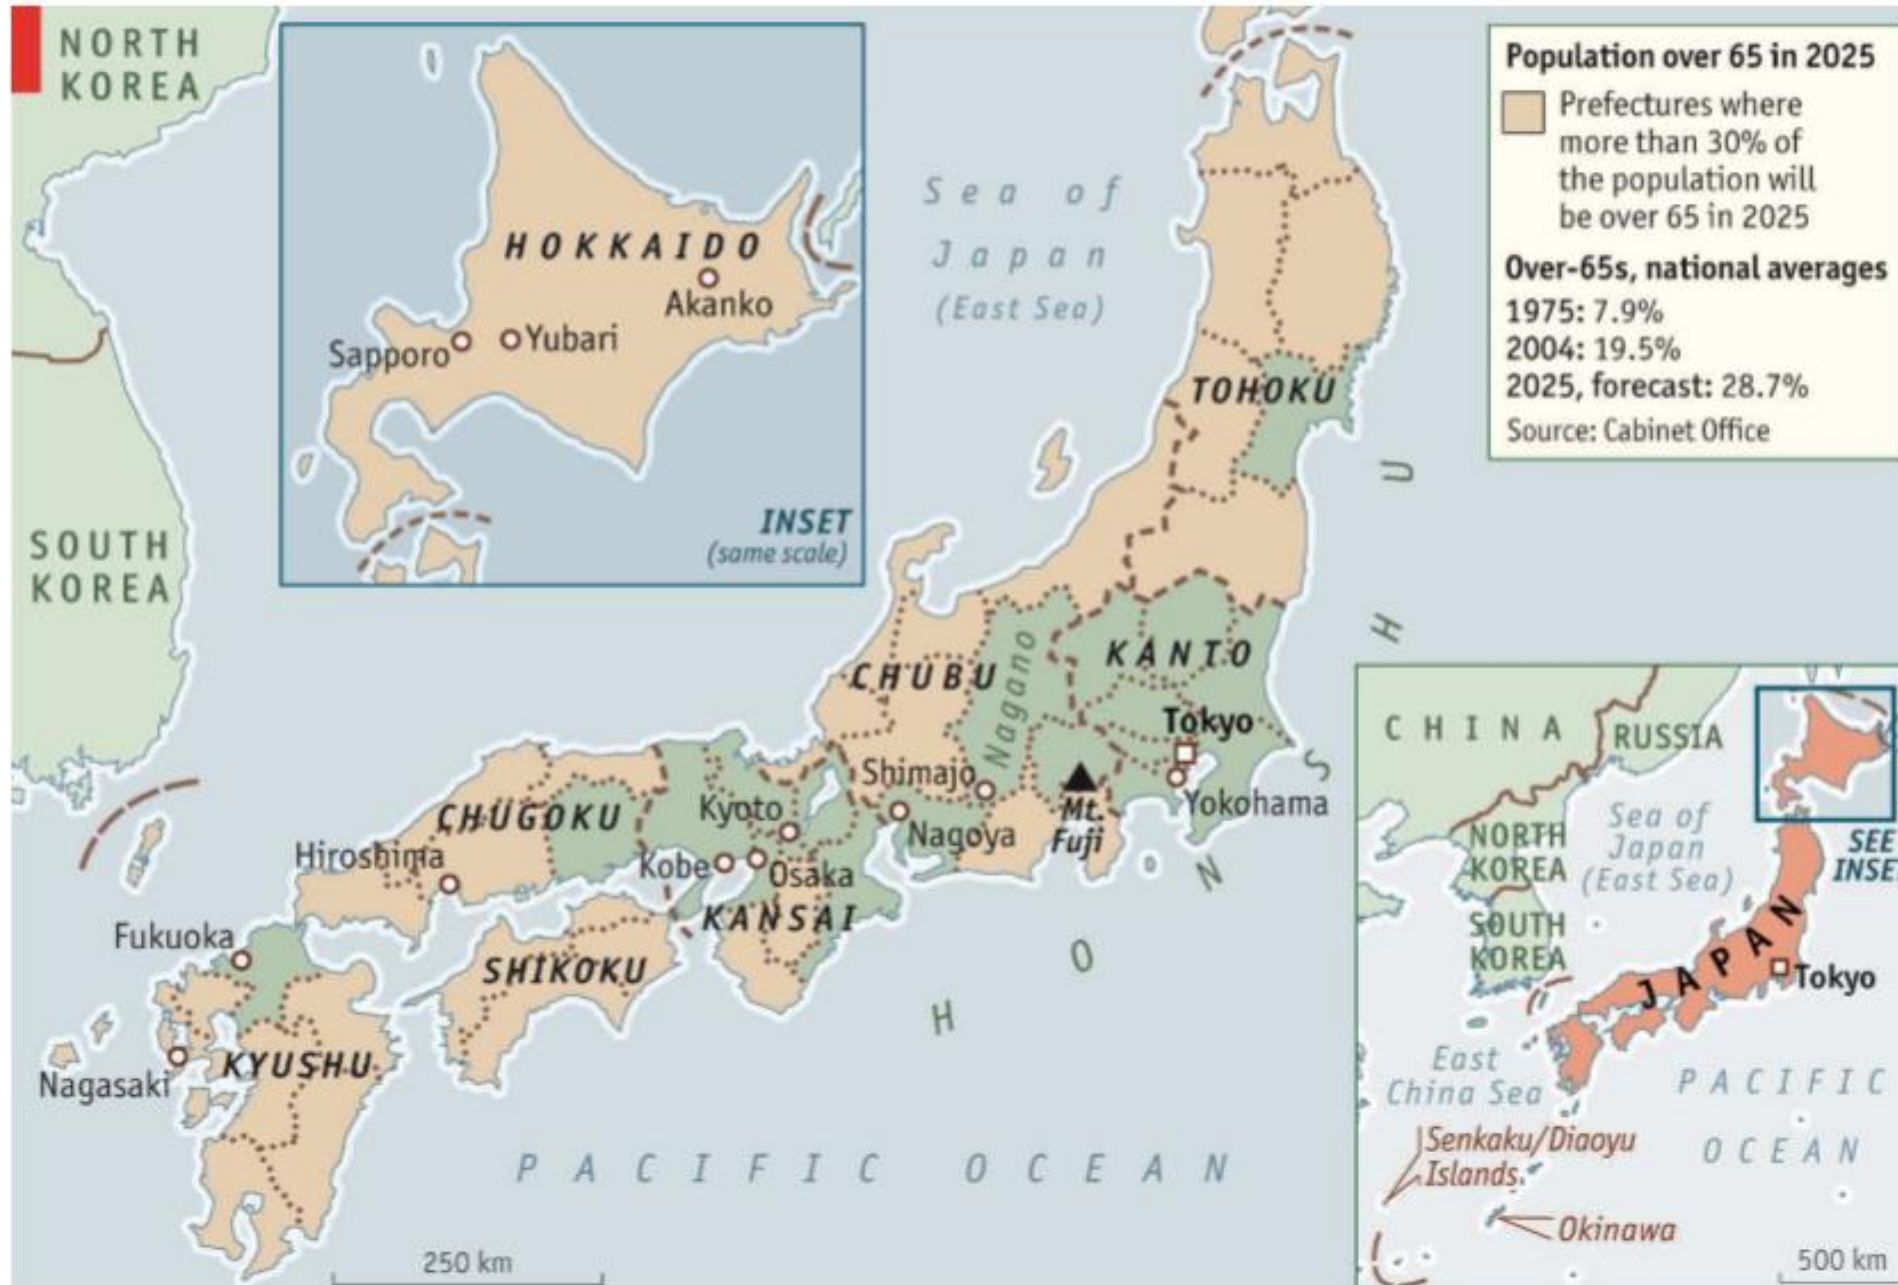 NORTH
KOREA
SOUTH
KOREA
HOKKAIDO
Akanko
Sapporo
Yubari
INSET
(same scale)
Sea of
Japan
(East Sea)
Population over 65 in 2025
Prefectures where
more than 30% of
the population will
be over 65 in 2025
Over-65s, national averages
1975: 7.9%
2004: 19.5%
2025, forecast: 28.7%
Source: Cabinet Office
TOHOKU
HONSHU
CHUBU
Nagano
KANTO
Tokyo
Yokohama
Shimajo
Mt.
Fuji
Nagoya
CHUGOKU
Kyoto
Hiroshima
Kobe
Osaka
KANSAI
Fukuoka
SHIKOKU
KYUSHU
Nagasaki
PACIFIC OCEAN
250 km
CHINA
RUSSIA
NORTH
KOREA
Sea of
Japan
(East Sea)
SEE
INSET
SOUTH
KOREA
JAPAN
Tokyo
East
China Sea
PACIFIC
OCEAN
Senkaku/Diaoyu
Islands
Okinawa
500 km